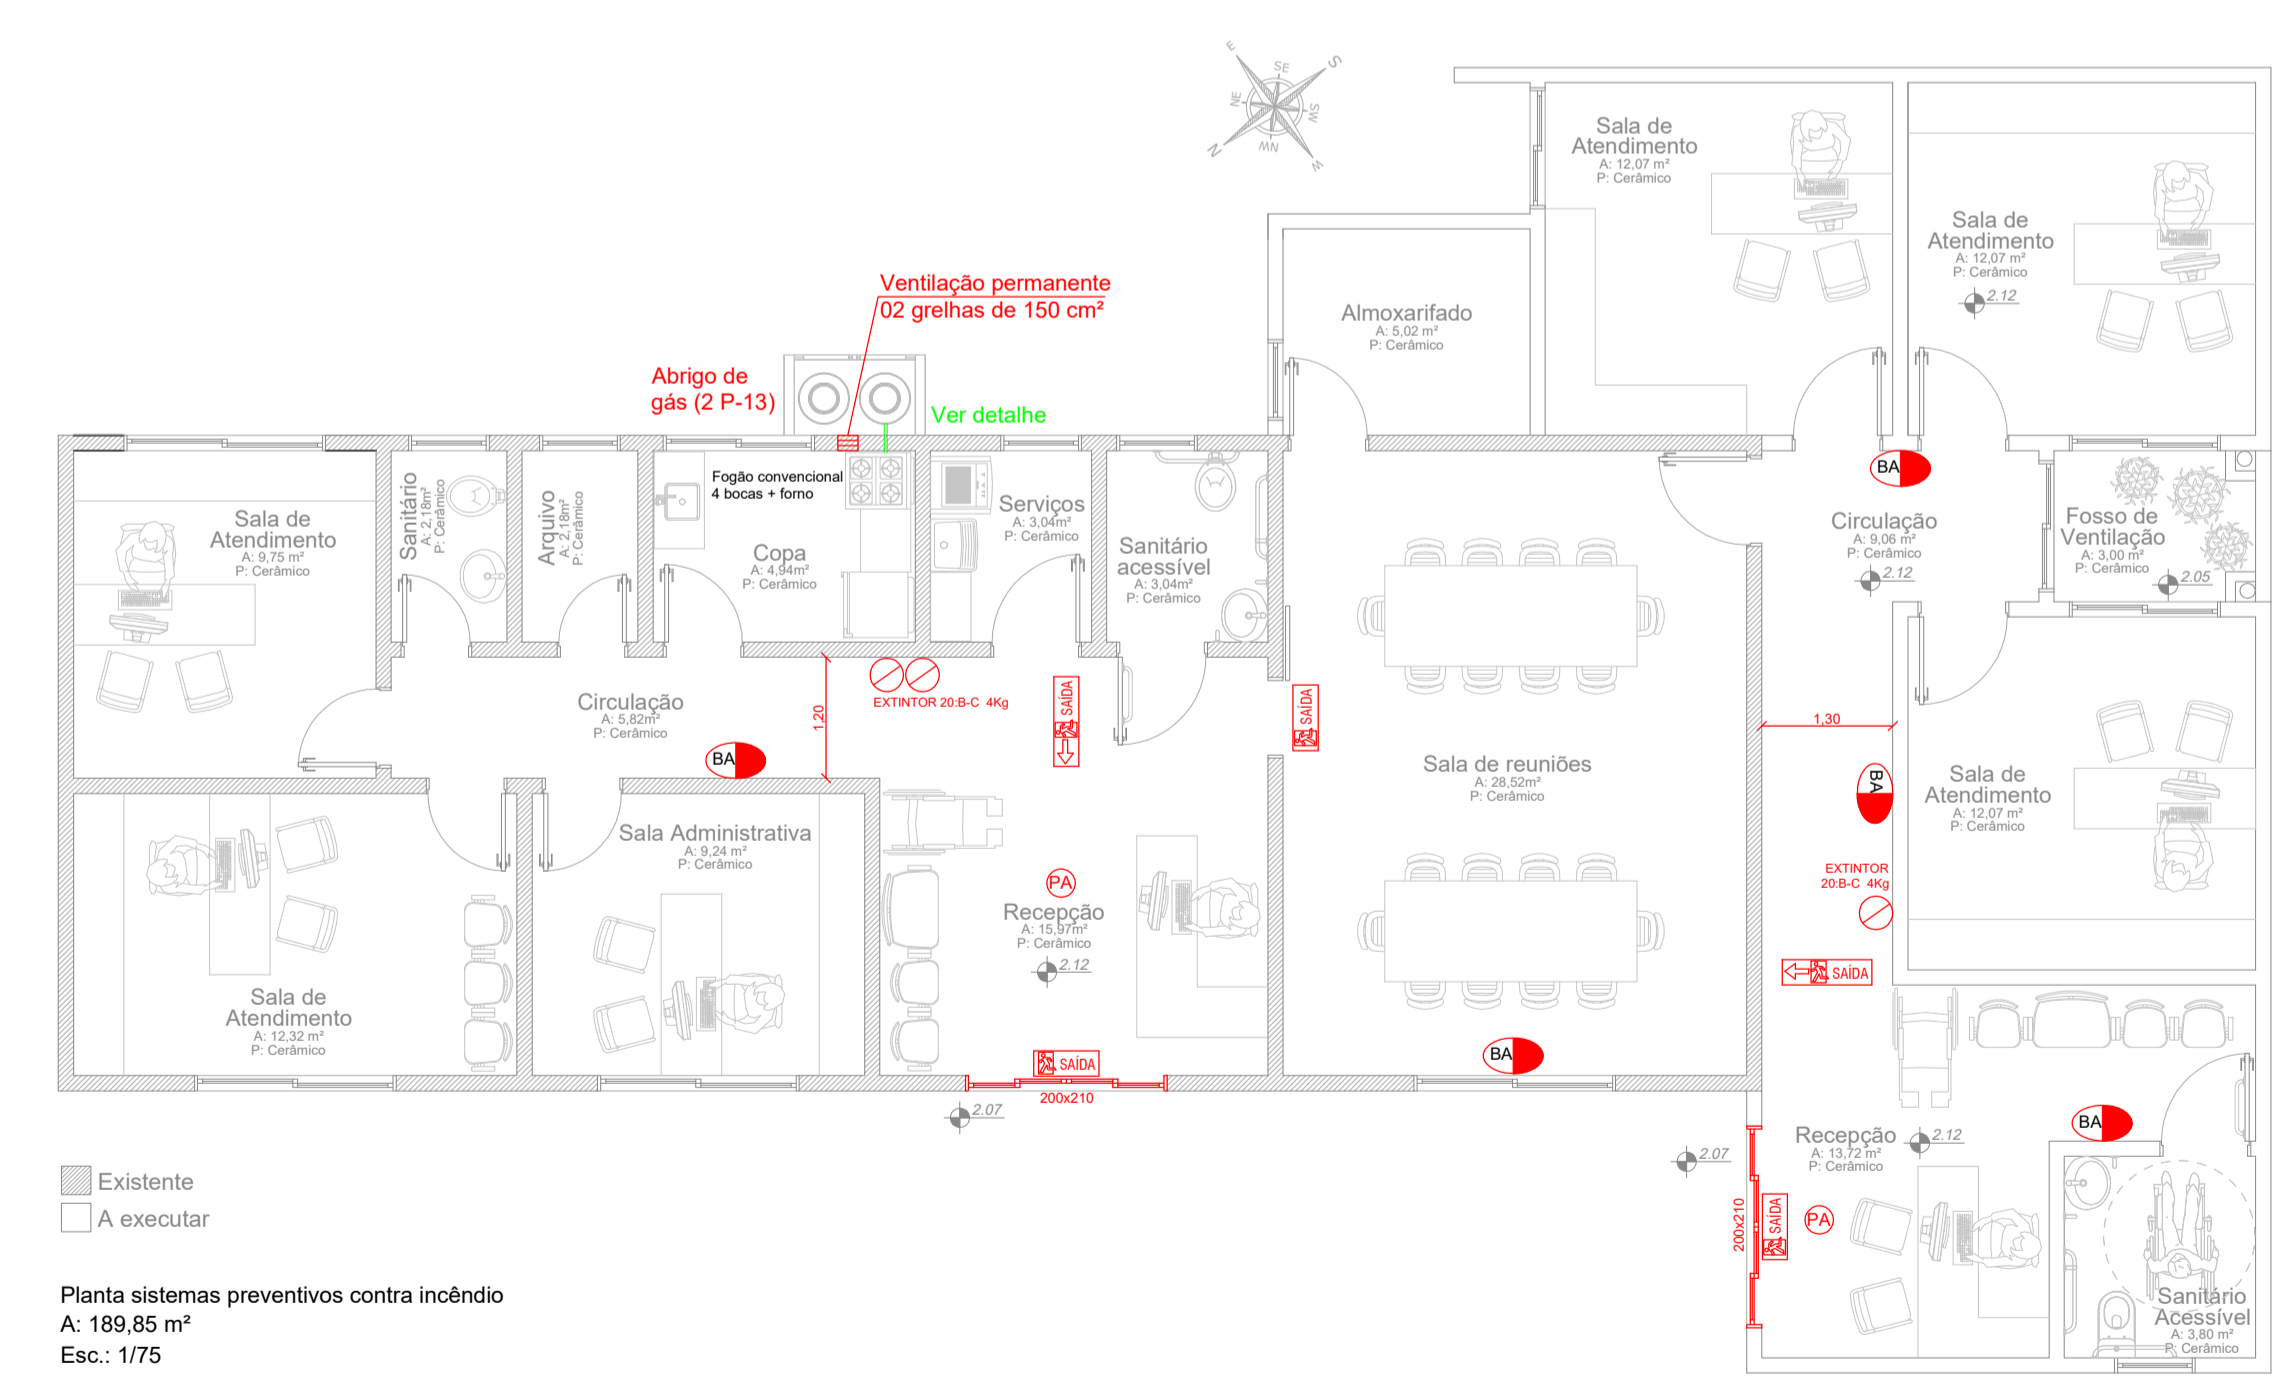 E
SE
S
NE
SW
N
NW
W
Sala de
Atendimento
A: 12,07 m²
P: Cerâmico
Sala de
Atendimento
A: 12,07 m²
P: Cerâmico
2.12
Ventilação permanente
02 grelhas de 150 cm²
Almoxarifado
A: 5,02 m²
P: Cerâmico
Abrigo de
gás (2 P-13)
Ver detalhe
Sala de
Atendimento
A: 9,75 m²
P: Cerâmico
Sanitário
A: 2,18m²
P: Cerâmico
Arquivo
A: 2,18m²
P: Cerâmico
Fogão convencional
4 bocas + forno
Copa
A: 4,94m²
P: Cerâmico
Serviços
A: 3,04m²
P: Cerâmico
Sanitário
acessível
A: 3,04m²
P: Cerâmico
BA
Circulação
A: 9,06 m²
P: Cerâmico
2.12
Fosso de
Ventilação
A: 3,00 m²
P: Cerâmico
2.05
Circulação
A: 5,82m²
P: Cerâmico
BA
1,20
EXTINTOR 20:B-C 4Kg
SAÍDA
SAÍDA
Sala de reuniões
A: 28,52m²
P: Cerâmico
1,30
BA
Sala de
Atendimento
A: 12,07 m²
P: Cerâmico
EXTINTOR
20:B-C 4Kg
SAÍDA
Sala Administrativa
A: 9,24 m²
P: Cerâmico
PA
Recepção
A: 15,97m²
P: Cerâmico
2.12
Sala de
Atendimento
A: 12,32 m²
P: Cerâmico
SAÍDA
200x210
BA
2.07
2.07
Recepção
A: 13,72 m²
P: Cerâmico
2.12
BA
200x210
SAÍDA
PA
Sanitário
Acessível
A: 3,80 m²
P: Cerâmico
Existente
A executar
Planta sistemas preventivos contra incêndio
A: 189,85 m²
Esc.: 1/75